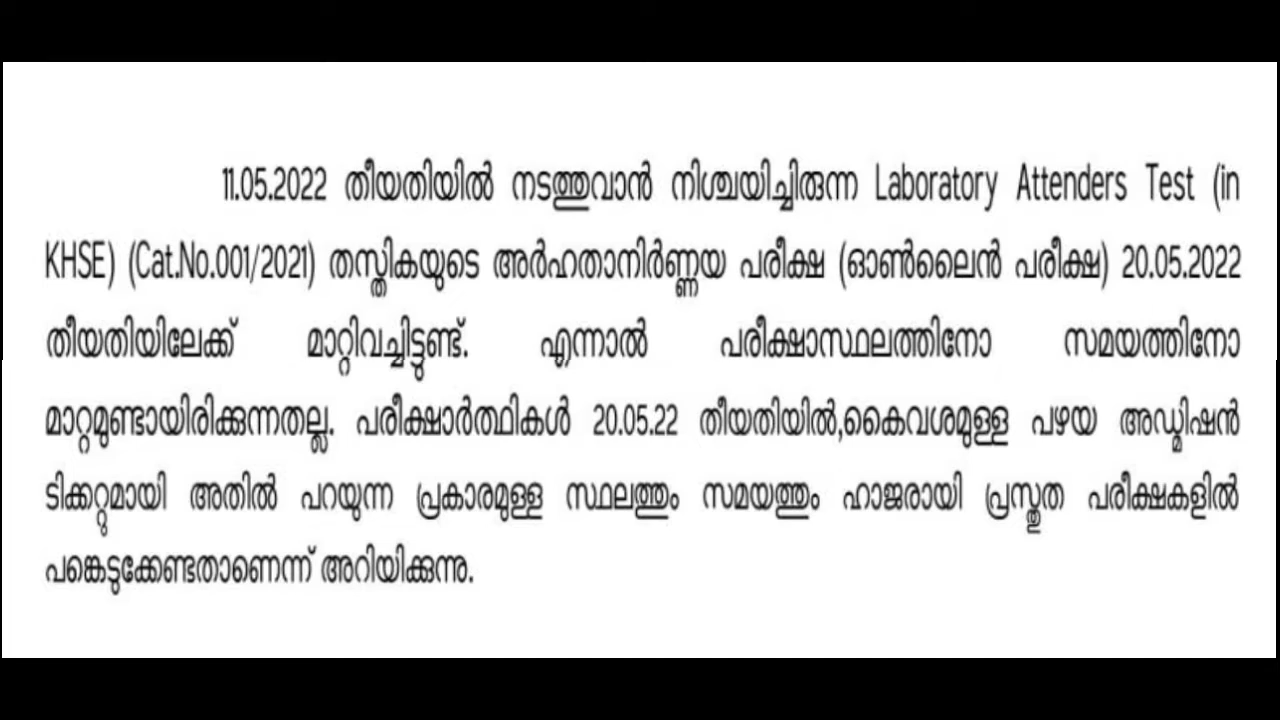 11.05.2022 തീയതിയിൽ നടത്തുവാൻ നിശ്ചയിച്ചിരുന്ന Laboratory Attenders Test (in
KHSE) (Cat.No.001/2021) തസ്തികയുടെ അർഹതാനിർണ്ണയ പരീക്ഷ (ഓൺലൈൻ പരീക്ഷ) 20.05.2022
തീയതിയിലേക്ക് മാറ്റിവച്ചിട്ടുണ്ട്. എന്നാൽ പരീക്ഷാസ്ഥലത്തിനോ സമയത്തിനോ
മാറ്റമുണ്ടായിരിക്കുന്നതല്ല. പരീക്ഷാർത്ഥികൾ 20.05.22 തീയതിയിൽ,കൈവശമുള്ള പഴയ അഡ്മിഷൻ
ടിക്കറ്റുമായി അതിൽ പറയുന്ന പ്രകാരമുള്ള സ്ഥലത്തും സമയത്തും ഹാജരായി പ്രസ്തുത പരീക്ഷകളിൽ
പങ്കെടുക്കേണ്ടതാണെന്ന് അറിയിക്കുന്നു.